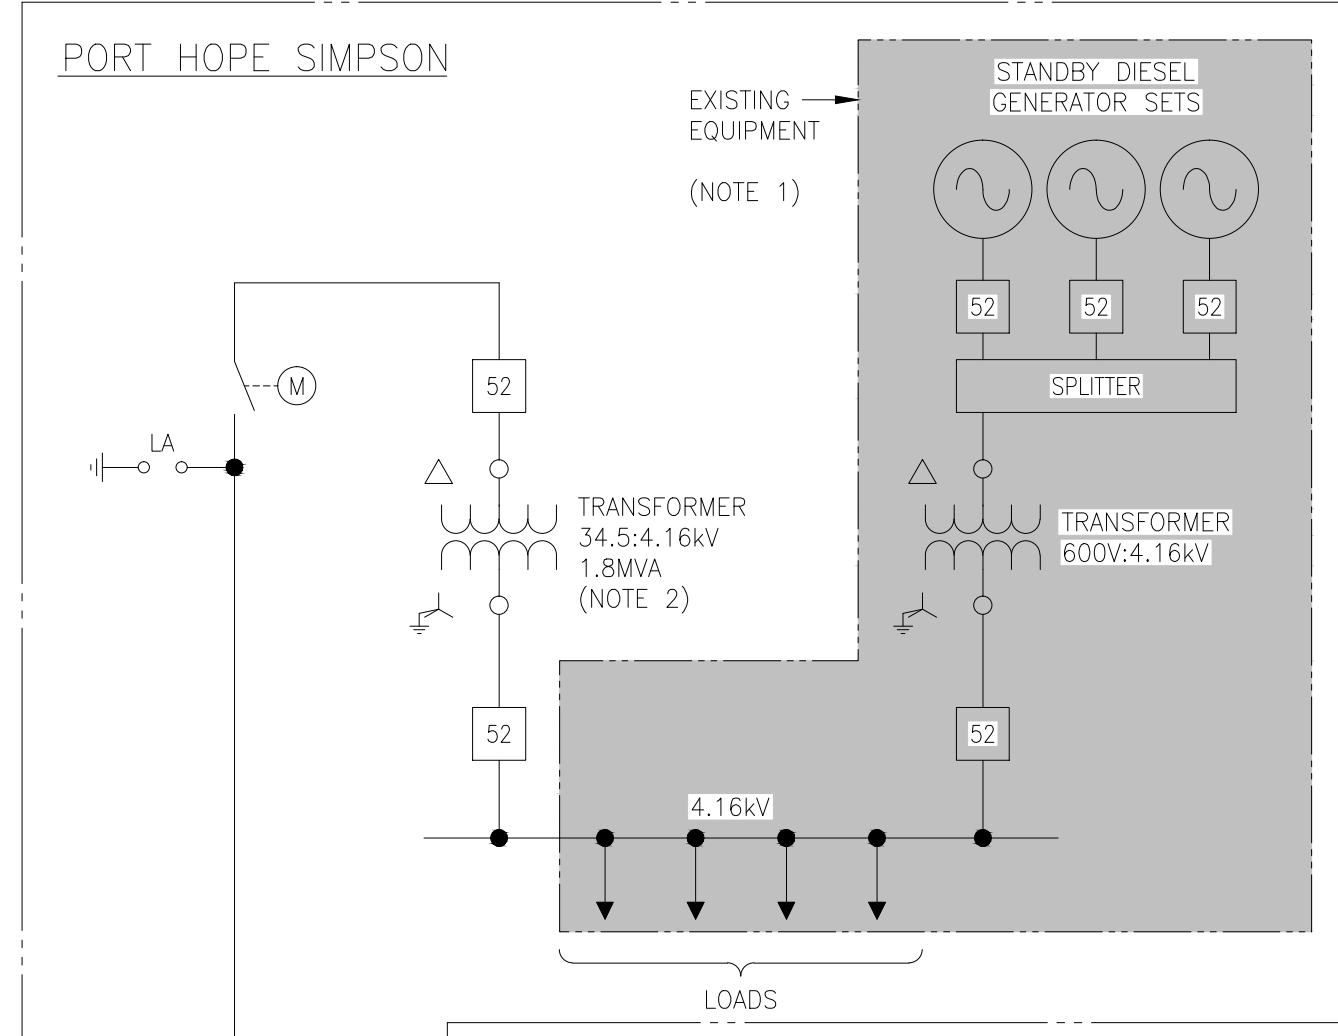 PORT HOPE SIMPSON
EXISTING
EQUIPMENT
(NOTE 1)
STANDBY DIESEL
GENERATOR SETS
52
52
52
SPLITTER
M
52
LA
TRANSFORMER
34.5:4.16kV
1.8MVA
(NOTE 2)
TRANSFORMER
600V:4.16kV
52
52
4.16kV
LOADS